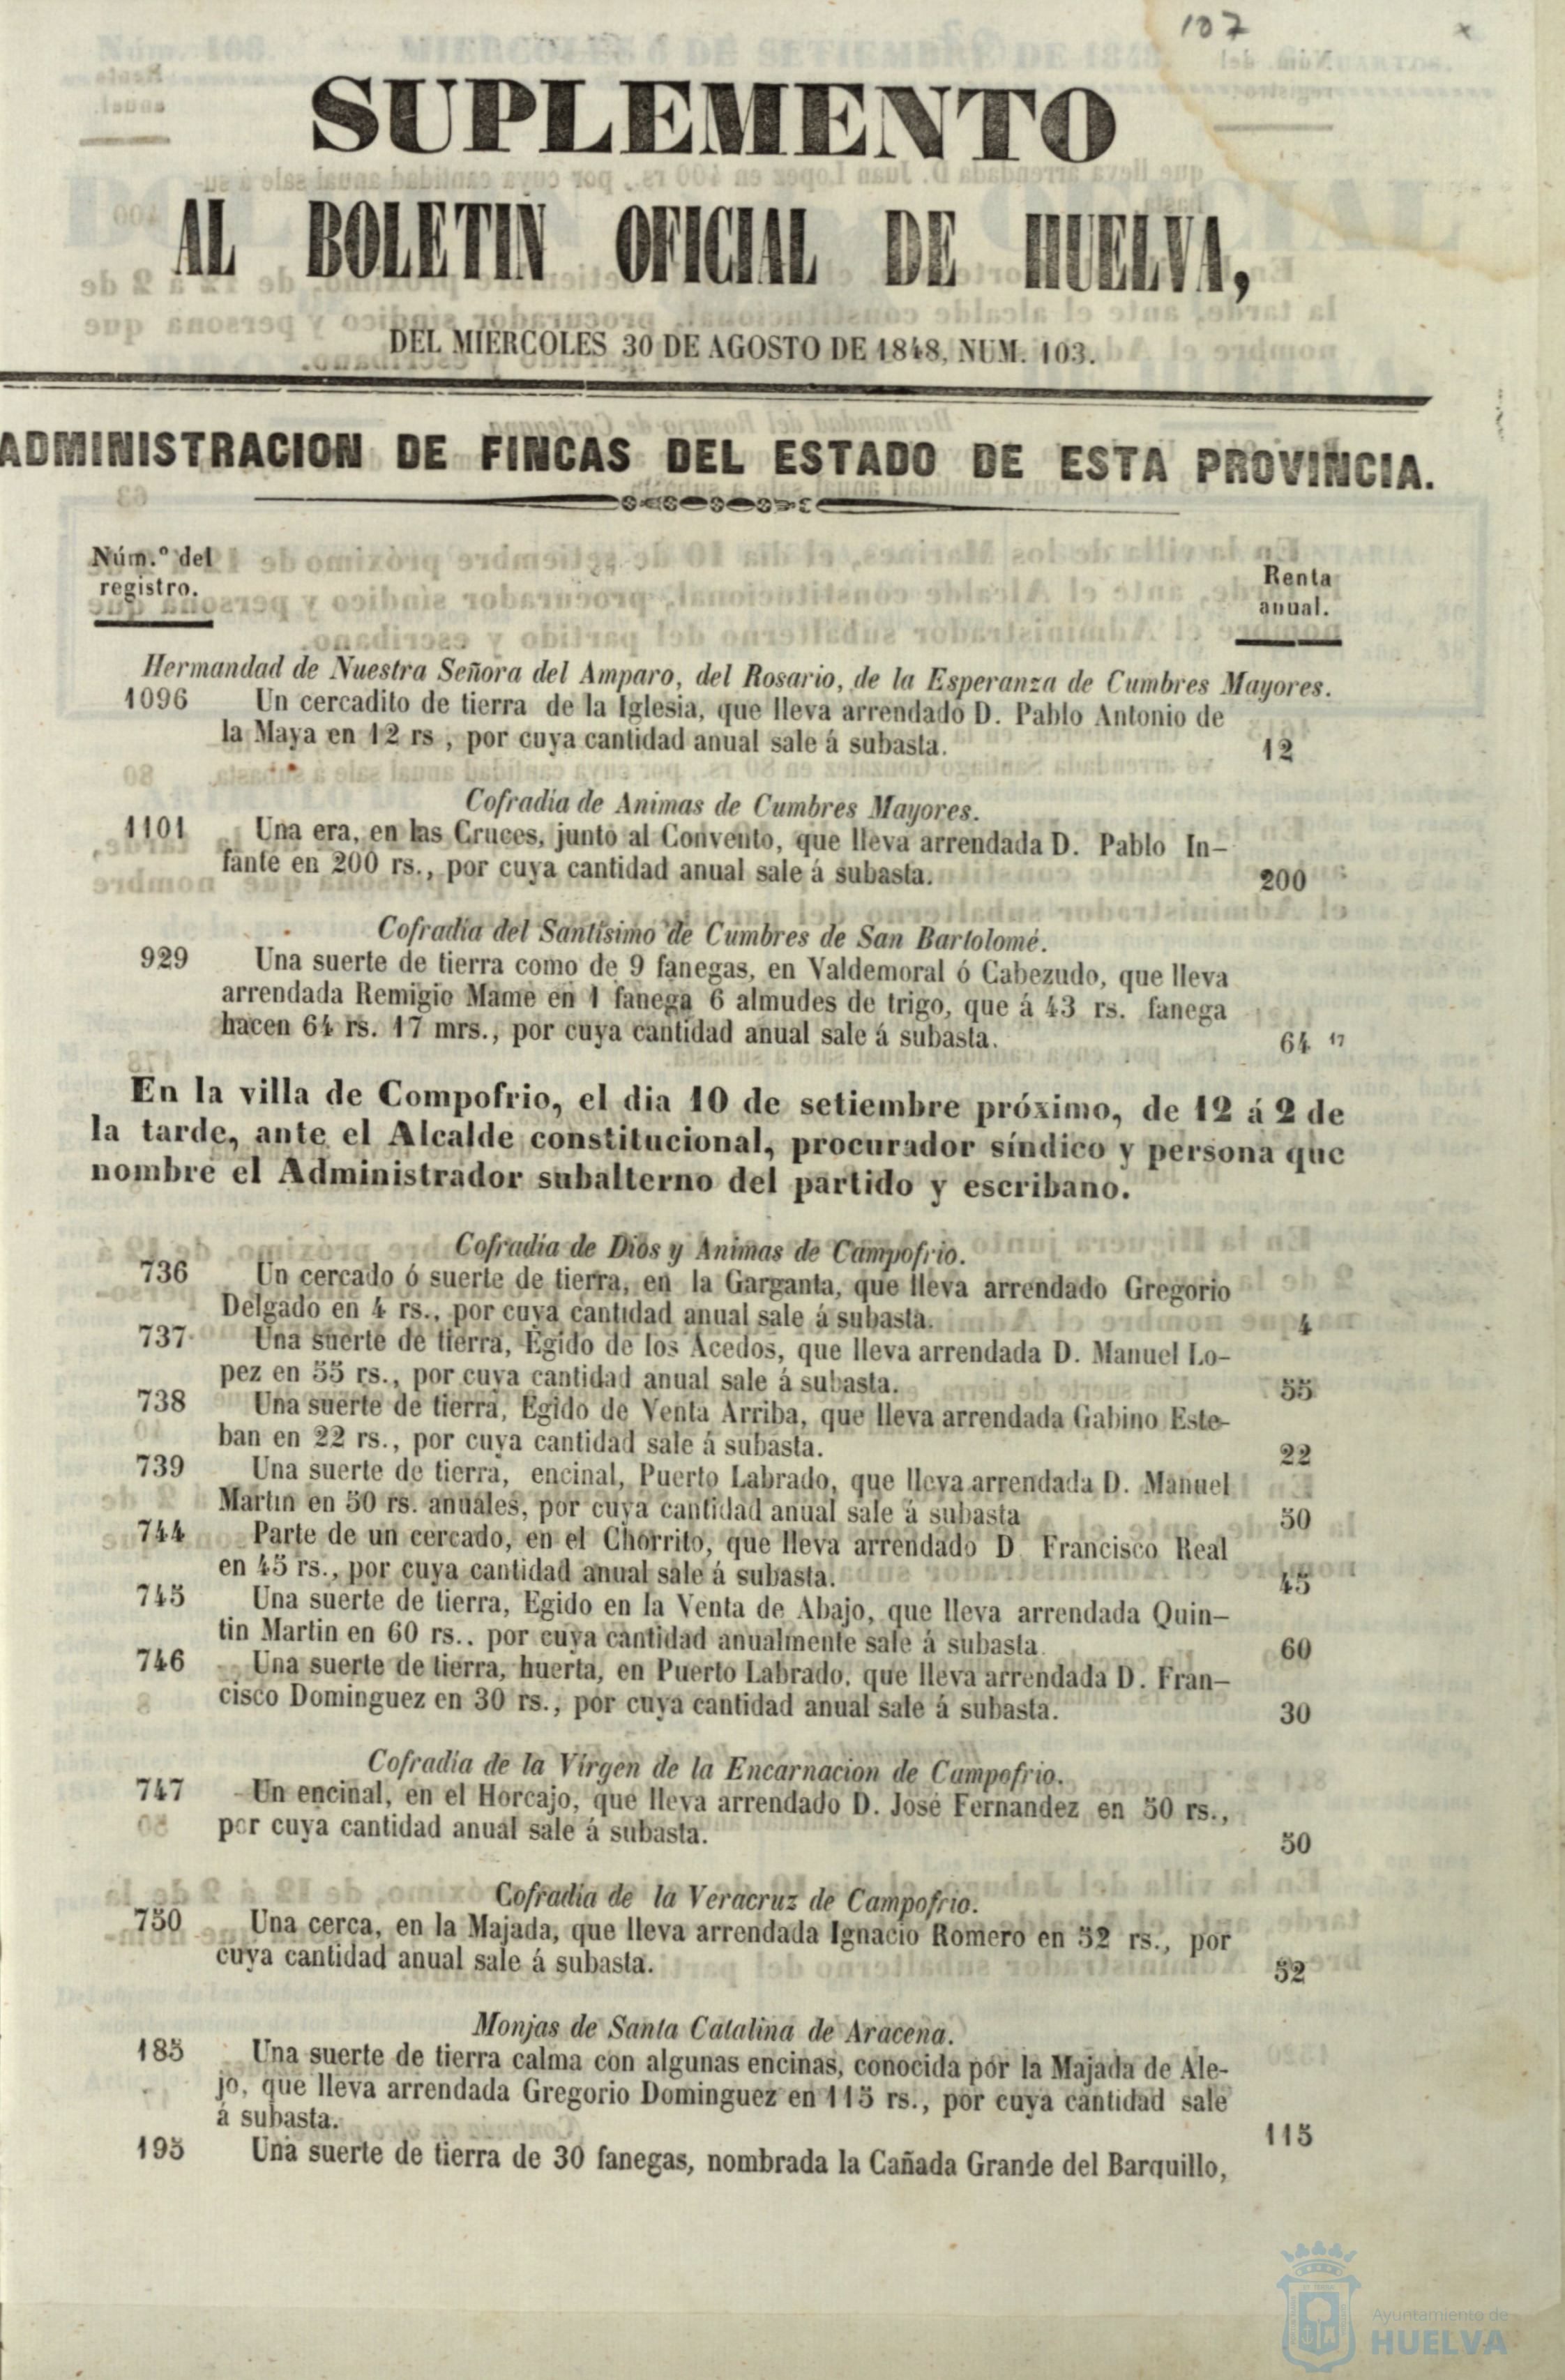 107
SUPLEMENTO
AL BOLETIN OFICIAL DE HUELVA,
DEL MIERCOLES 30 DE AGOSTO DE 1848, NUM. 103.
ADMINISTRACION DE FINCAS DEL ESTADO DE ESTA PROVINCIA.
Núm.º del
registro.
Renta
anual.
Hermandad de Nuestra Señora del Amparo, del Rosario, de la Esperanza de Cumbres Mayores.
1096 Un cercadito de tierra de la Iglesia, que lleva arrendado D. Pablo Antonio de
la Maya en 12 rs , por cuya cantidad anual sale á subasta. 12
Cofradia de Animas de Cumbres Mayores.
1101 Una era, en las Cruces, junto al Convento, que lleva arrendada D. Pablo In-
fante en 200 rs., por cuya cantidad anual sale á subasta. 200
Cofradia del Santísimo de Cumbres de San Bartolomé.
929 Una suerte de tierra como de 9 fanegas, en Valdemoral ó Cabezudo, que lleva
arrendada Remigio Mame en 1 fanega 6 almudes de trigo, que á 43 rs. fanega
hacen 64 rs. 17 mrs., por cuya cantidad anual sale á subasta. 64 17
En la villa de Compofrio, el dia 10 de setiembre próximo, de 12 á 2 de
la tarde, ante el Alcalde constitucional, procurador síndico y persona que
nombre el Administrador subalterno del partido y escribano.
Cofradia de Dios y Animas de Campofrio.
736 Un cercado ó suerte de tierra, en la Garganta, que lleva arrendado Gregorio
Delgado en 4 rs., por cuya cantidad anual sale á subasta. 4
737 Una suerte de tierra, Egido de los Acedos, que lleva arrendada D. Manuel Lo-
pez en 55 rs., por cuya cantidad anual sale á subasta. 55
738 Una suerte de tierra, Egido de Venta Arriba, que lleva arrendada Gabino Este-
ban en 22 rs., por cuya cantidad sale á subasta. 22
739 Una suerte de tierra, encinal, Puerto Labrado, que lleva arrendada D. Manuel
Martin en 50 rs. anuales, por cuya cantidad anual sale á subasta 50
744 Parte de un cercado, en el Chorrito, que lleva arrendado D Francisco Real
en 45 rs., por cuya cantidad anual sale á subasta. 45
745 Una suerte de tierra, Egido en la Venta de Abajo, que lleva arrendada Quin-
tin Martin en 60 rs.. por cuya cantidad anualmente sale á subasta. 60
746 Una suerte de tierra, huerta, en Puerto Labrado, que lleva arrendada D. Fran-
cisco Dominguez en 30 rs., por cuya cantidad anual sale á subasta. 30
Cofradia de la Vírgen de la Encarnacion de Campofrio.
747 Un encinal, en el Horcajo, que lleva arrendado D. José Fernandez en 50 rs.,
por cuya cantidad anual sale á subasta. 50
Cofradia de la Veracruz de Campofrio.
750 Una cerca, en la Majada, que lleva arrendada Ignacio Romero en 52 rs., por
cuya cantidad anual sale á subasta. 52
Monjas de Santa Catalina de Aracena.
185 Una suerte de tierra calma con algunas encinas, conocida por la Majada de Ale-
jo, que lleva arrendada Gregorio Dominguez en 115 rs., por cuya cantidad sale
á subasta. 115
195 Una suerte de tierra de 30 fanegas, nombrada la Cañada Grande del Barquillo,
Ayuntamiento de
HUELVA